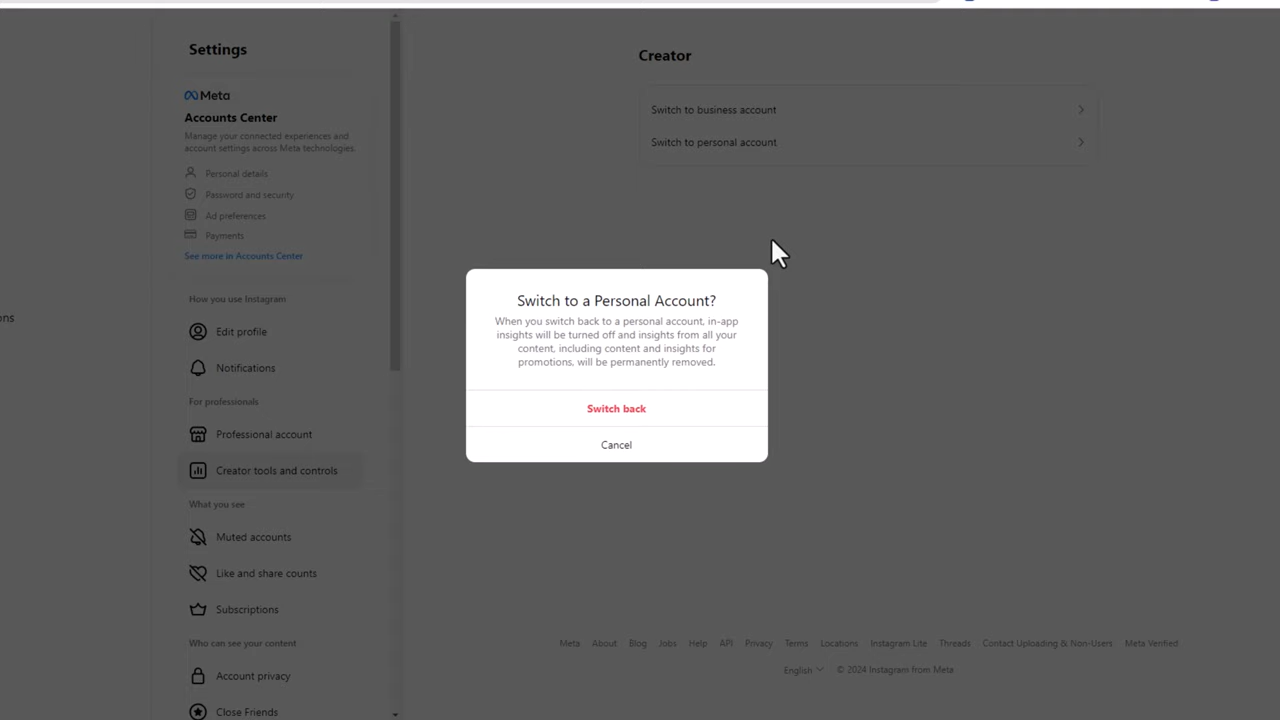 Settings
Meta
Accounts Center
Manage your connected experiences and
account settings across Meta technologies.
Personal details
Password and security
Ad preferences
Payments
See more in Accounts Center
ons
How you use Instagram
Edit profile
Notifications
For professionals
Professional account
Creator tools and controls
What you see
Muted accounts
Like and share counts
Subscriptions
Who can see your content
Account privacy
Close Friends
Creator
Switch to business account
Switch to personal account
Switch to a Personal Account?
When you switch back to a personal account, in-app
insights will be turned off and insights from all your
content, including content and insights for
promotions, will be permanently removed.
Switch back
Cancel
Meta About Blog Jobs Help API Privacy Terms Locations Instagram Lite Threads Contact Uploading & Non-Users Meta Verified
English © 2024 Instagram from Meta